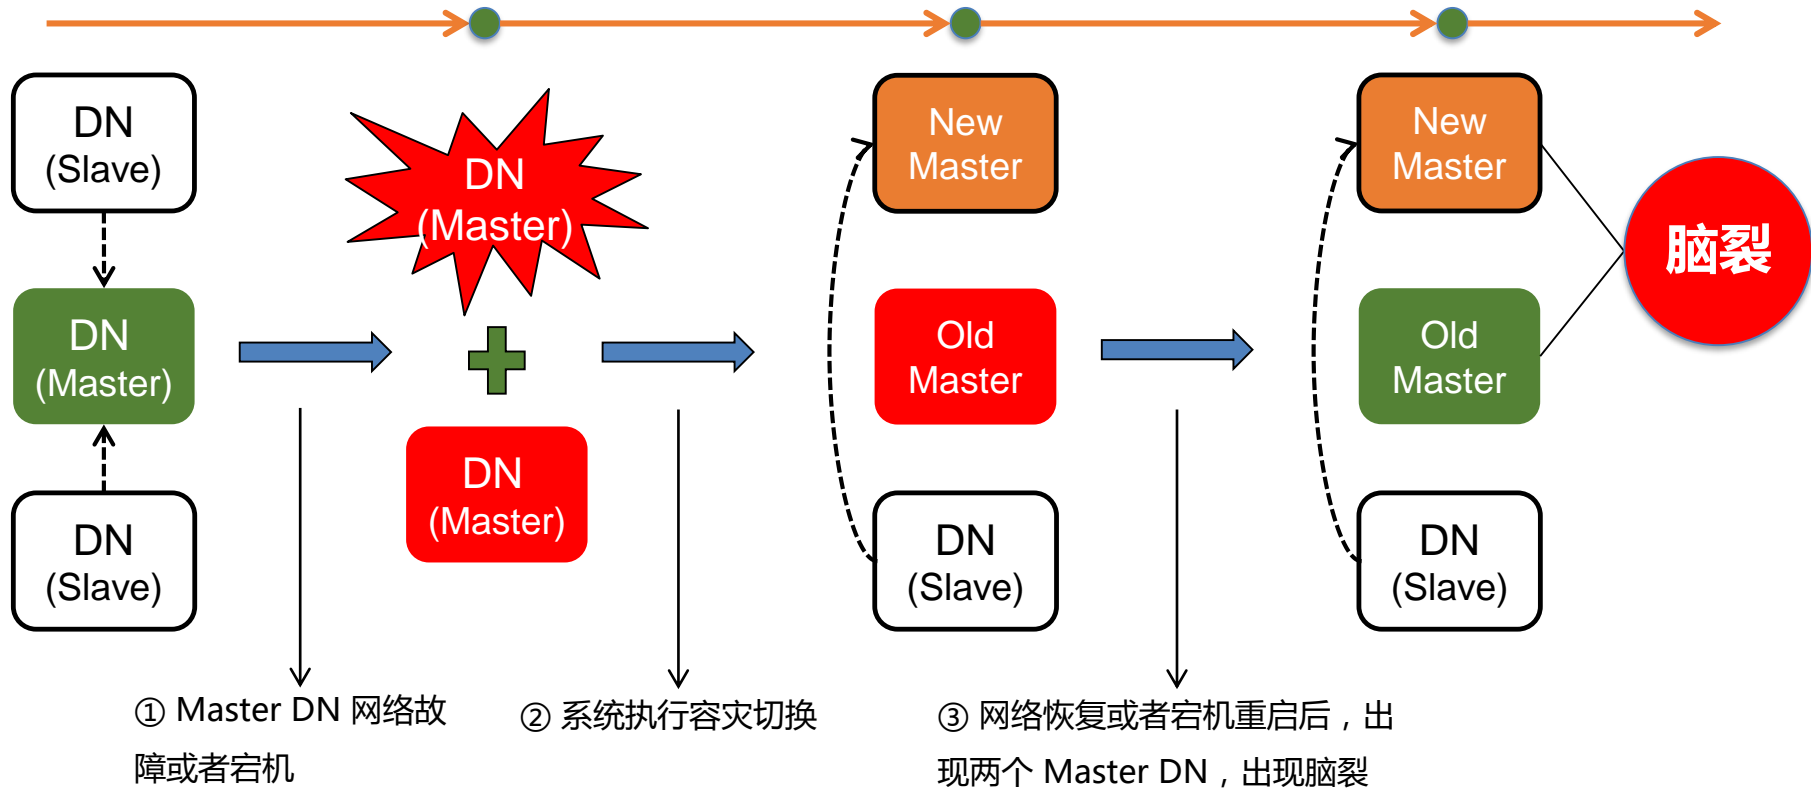 DN
(Slave)
DN
(Master)
DN
(Slave)
DN
(Master)
DN
(Master)
New
Master
Old
Master
DN
(Slave)
New
Master
Old
Master
DN
(Slave)
脑裂
① Master DN 网络故
障或者宕机
② 系统执行容灾切换
③ 网络恢复或者宕机重启后，出
现两个 Master DN，出现脑裂